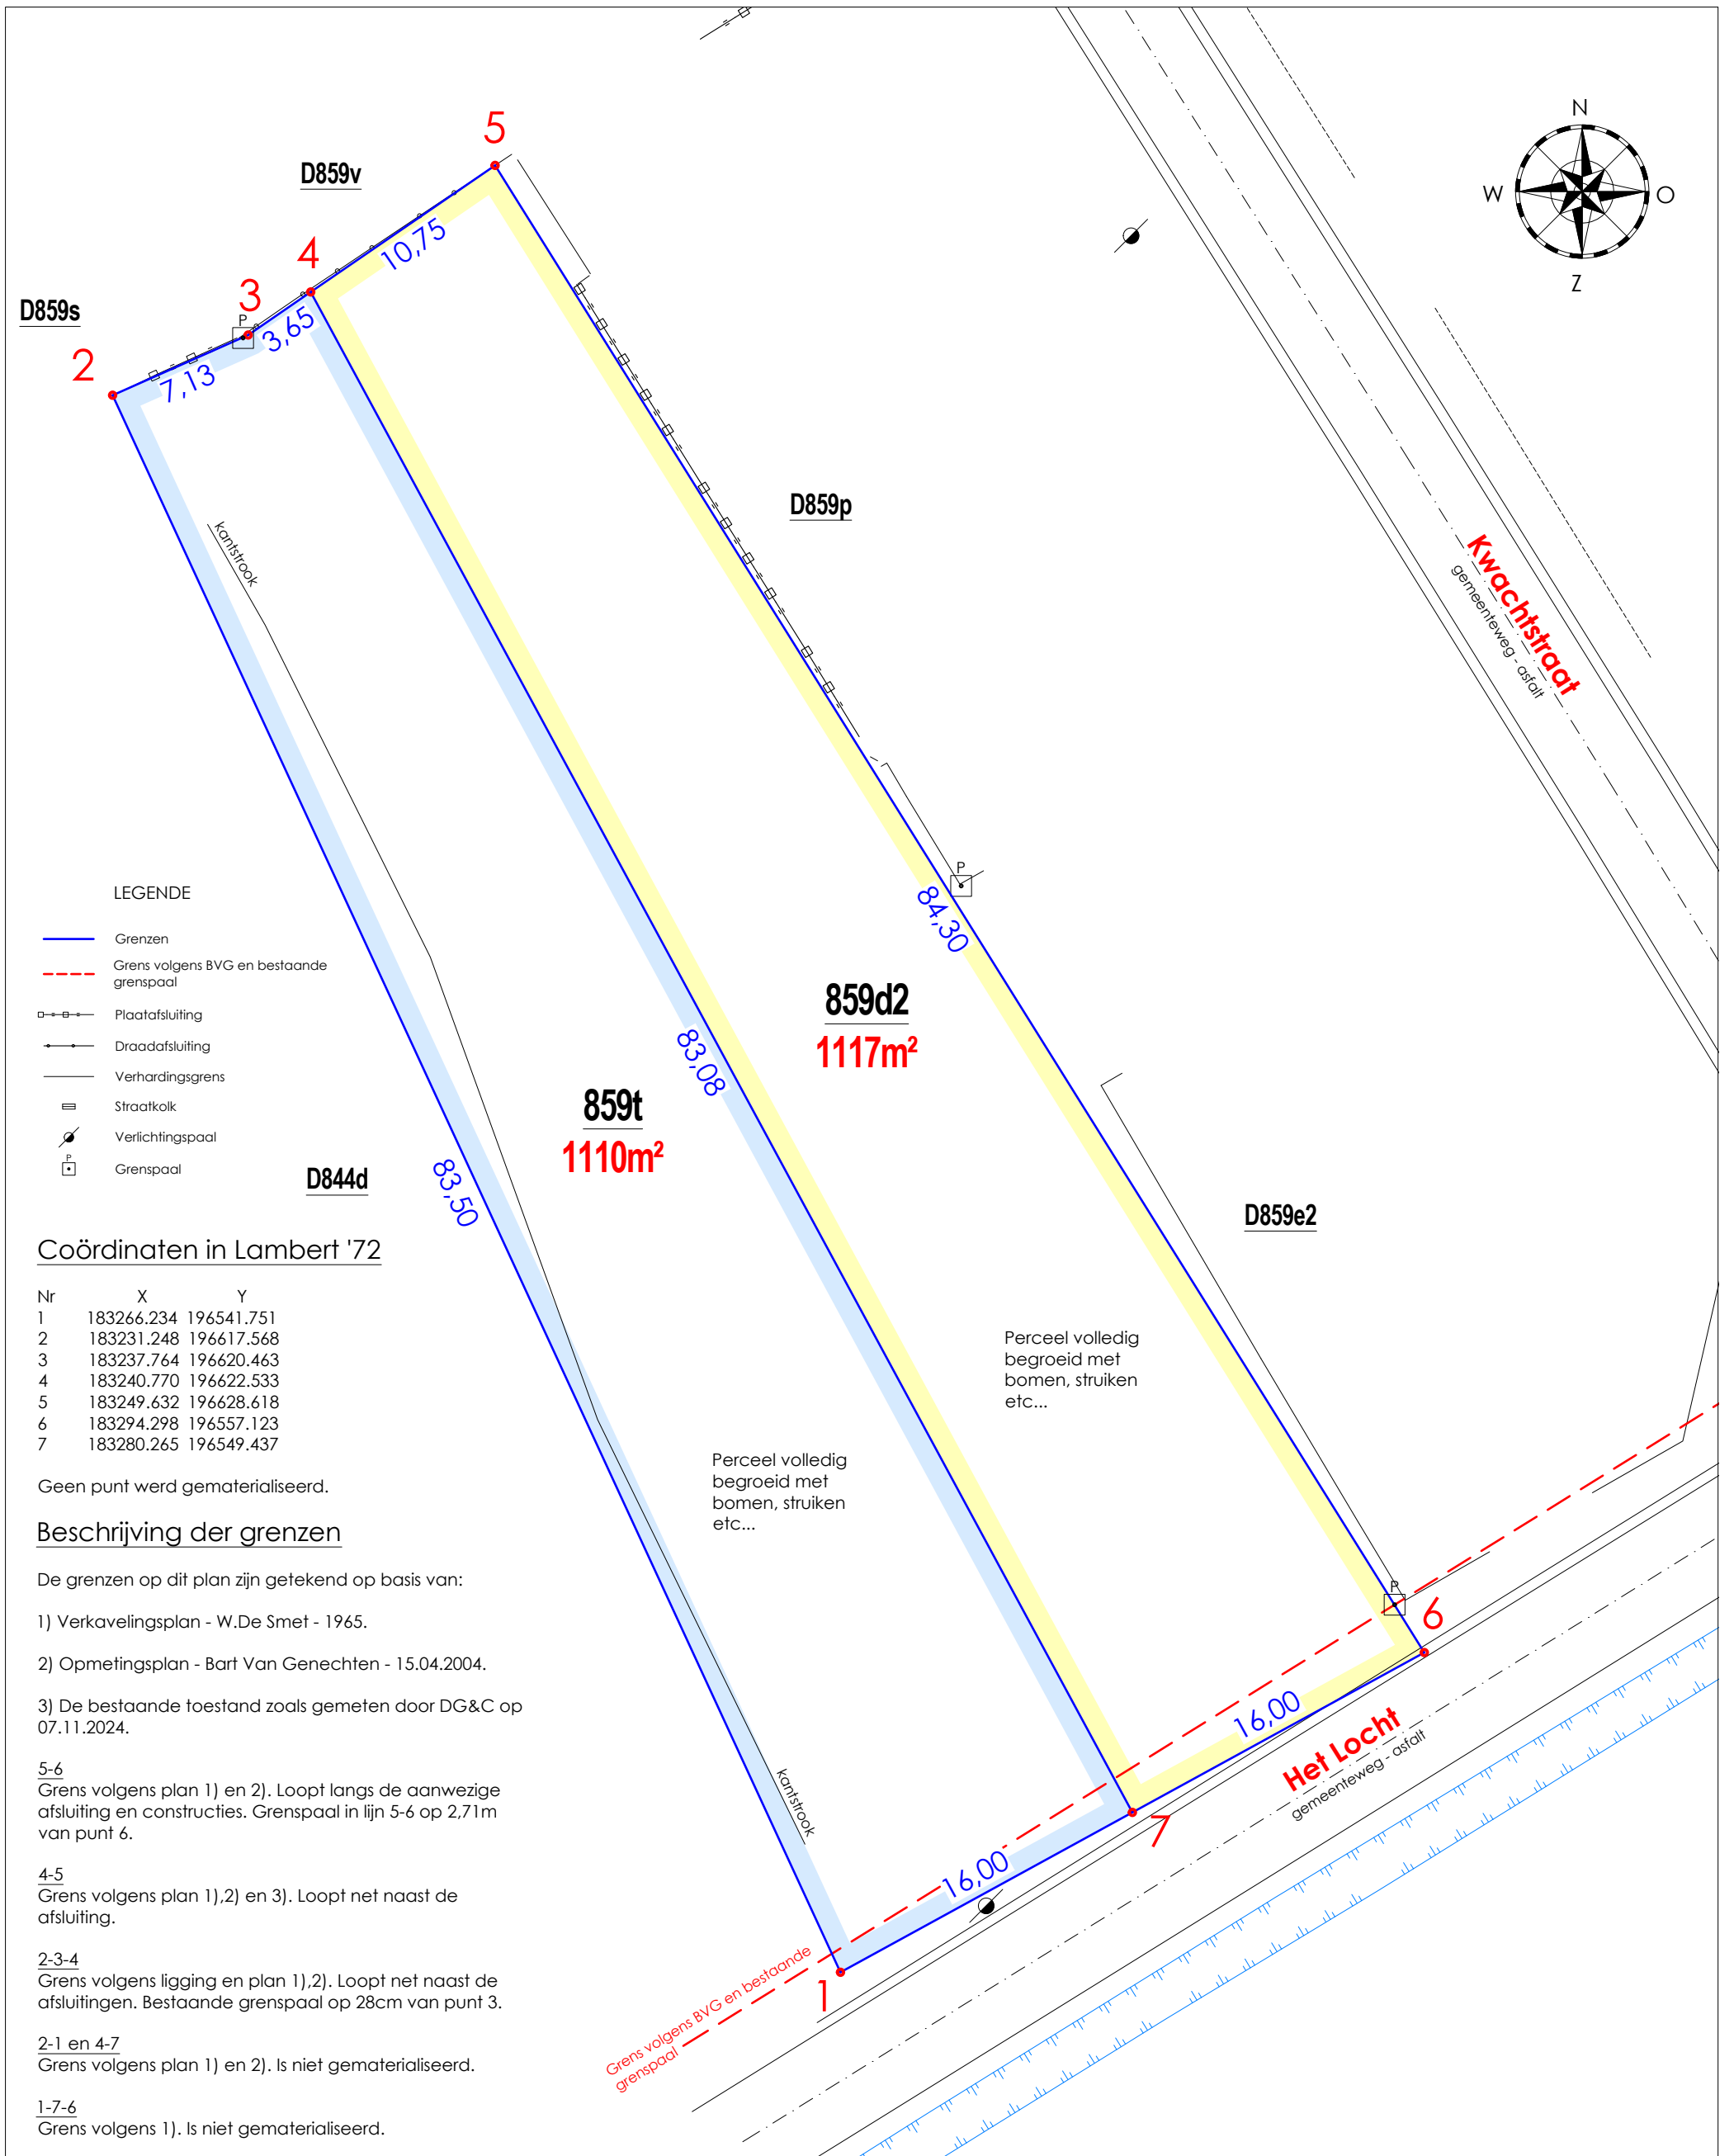 N
W
O
Z
5
D859v
10,75
4
3
D859s
P
3,65
2
7,13
D859p
kantstrook
Kwachtstraat
gemeenteweg - asfalt
P
84,30
859d2
1117m²
83,08
859t
1110m²
83,50
D844d
D859e2
LEGENDE
Grenzen
Grens volgens BVG en bestaande
grenspaal
Plaatafsluiting
Draadafsluiting
Verhardingsgrens
Straatkolk
Verlichtingspaal
P
Grenspaal
Coördinaten in Lambert '72
Nr X Y
1 183266.234 196541.751
2 183231.248 196617.568
3 183237.764 196620.463
4 183240.770 196622.533
5 183249.632 196628.618
6 183294.298 196557.123
7 183280.265 196549.437
Geen punt werd gematerialiseerd.
Beschrijving der grenzen
De grenzen op dit plan zijn getekend op basis van:
1) Verkavelingsplan - W.De Smet - 1965.
2) Opmetingsplan - Bart Van Genechten - 15.04.2004.
3) De bestaande toestand zoals gemeten door DG&C op
07.11.2024.
5-6
Grens volgens plan 1) en 2). Loopt langs de aanwezige
afsluiting en constructies. Grenspaal in lijn 5-6 op 2,71m
van punt 6.
4-5
Grens volgens plan 1),2) en 3). Loopt net naast de
afsluiting.
2-3-4
Grens volgens ligging en plan 1),2). Loopt net naast de
afsluitingen. Bestaande grenspaal op 28cm van punt 3.
2-1 en 4-7
Grens volgens plan 1) en 2). Is niet gematerialiseerd.
1-7-6
Grens volgens 1). Is niet gematerialiseerd.
Perceel volledig
begroeid met
bomen, struiken
etc...
Perceel volledig
begroeid met
bomen, struiken
etc...
P
6
16,00
Het Locht
gemeenteweg - asfalt
7
kantstrook
16,00
1
Grens volgens BVG en bestaande
grenspaal